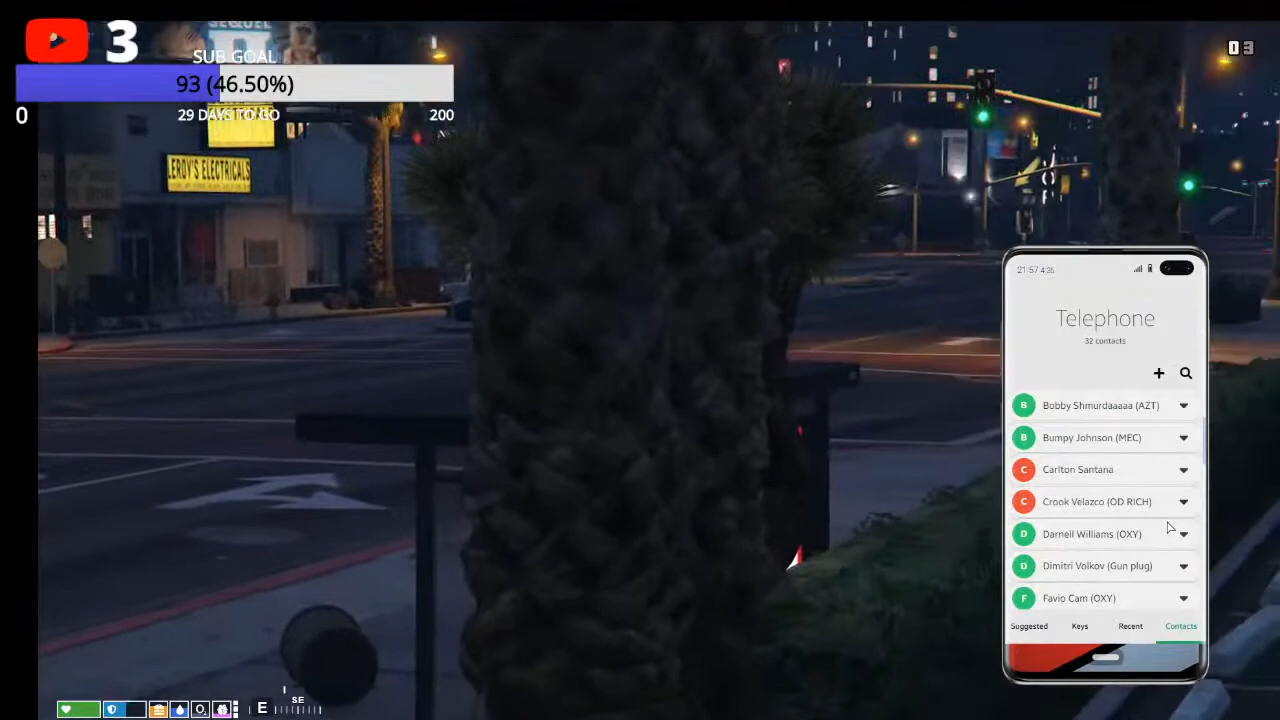 3
SUB GOAL
93 (46.50%)
0
29 DAYS TO GO
200
LEROY'S ELECTRICALS
03
21:57
Telephone
32 contacts
+
B Bobby Shmurdaaaaa (AZT)
B Bumpy Johnson (MEC)
C Carlton Santana
C Crook Velazco (OD RICH)
D Darnell Williams (OXY)
D Dimitri Volkov (Gun plug)
F Favio Cam (OXY)
Suggested Keys Recent Contacts
E SE